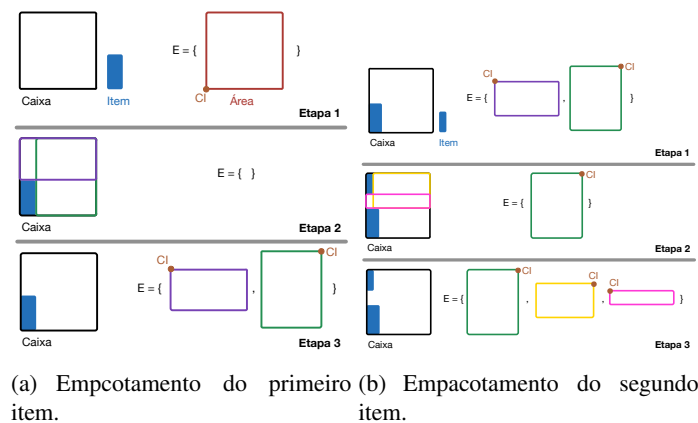 E = { }
CI
Caixa Item Área
Etapa 1
E = { }
Caixa
Etapa 2
CI CI
E = { , }
Caixa
Etapa 3
(a) Empcotamento do primeiro
item.
CI CI
E = { , }
Caixa Item
Etapa 1
CI
E = { }
Caixa
Etapa 2
CI CI CI
E = { , , }
Caixa
Etapa 3
(b) Empacotamento do segundo
item.